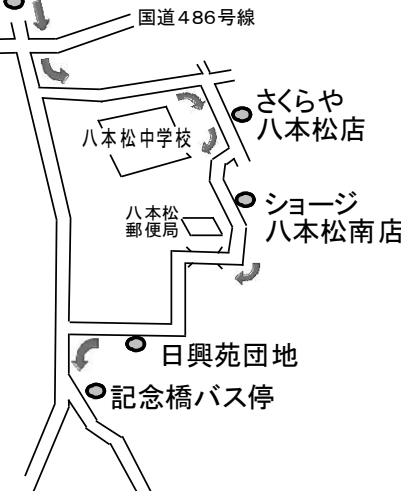 国道486号線
さくらや
八本松店
八本松中学校
ショージ
八本松南店
八本松
郵便局
日興苑団地
記念橋バス停